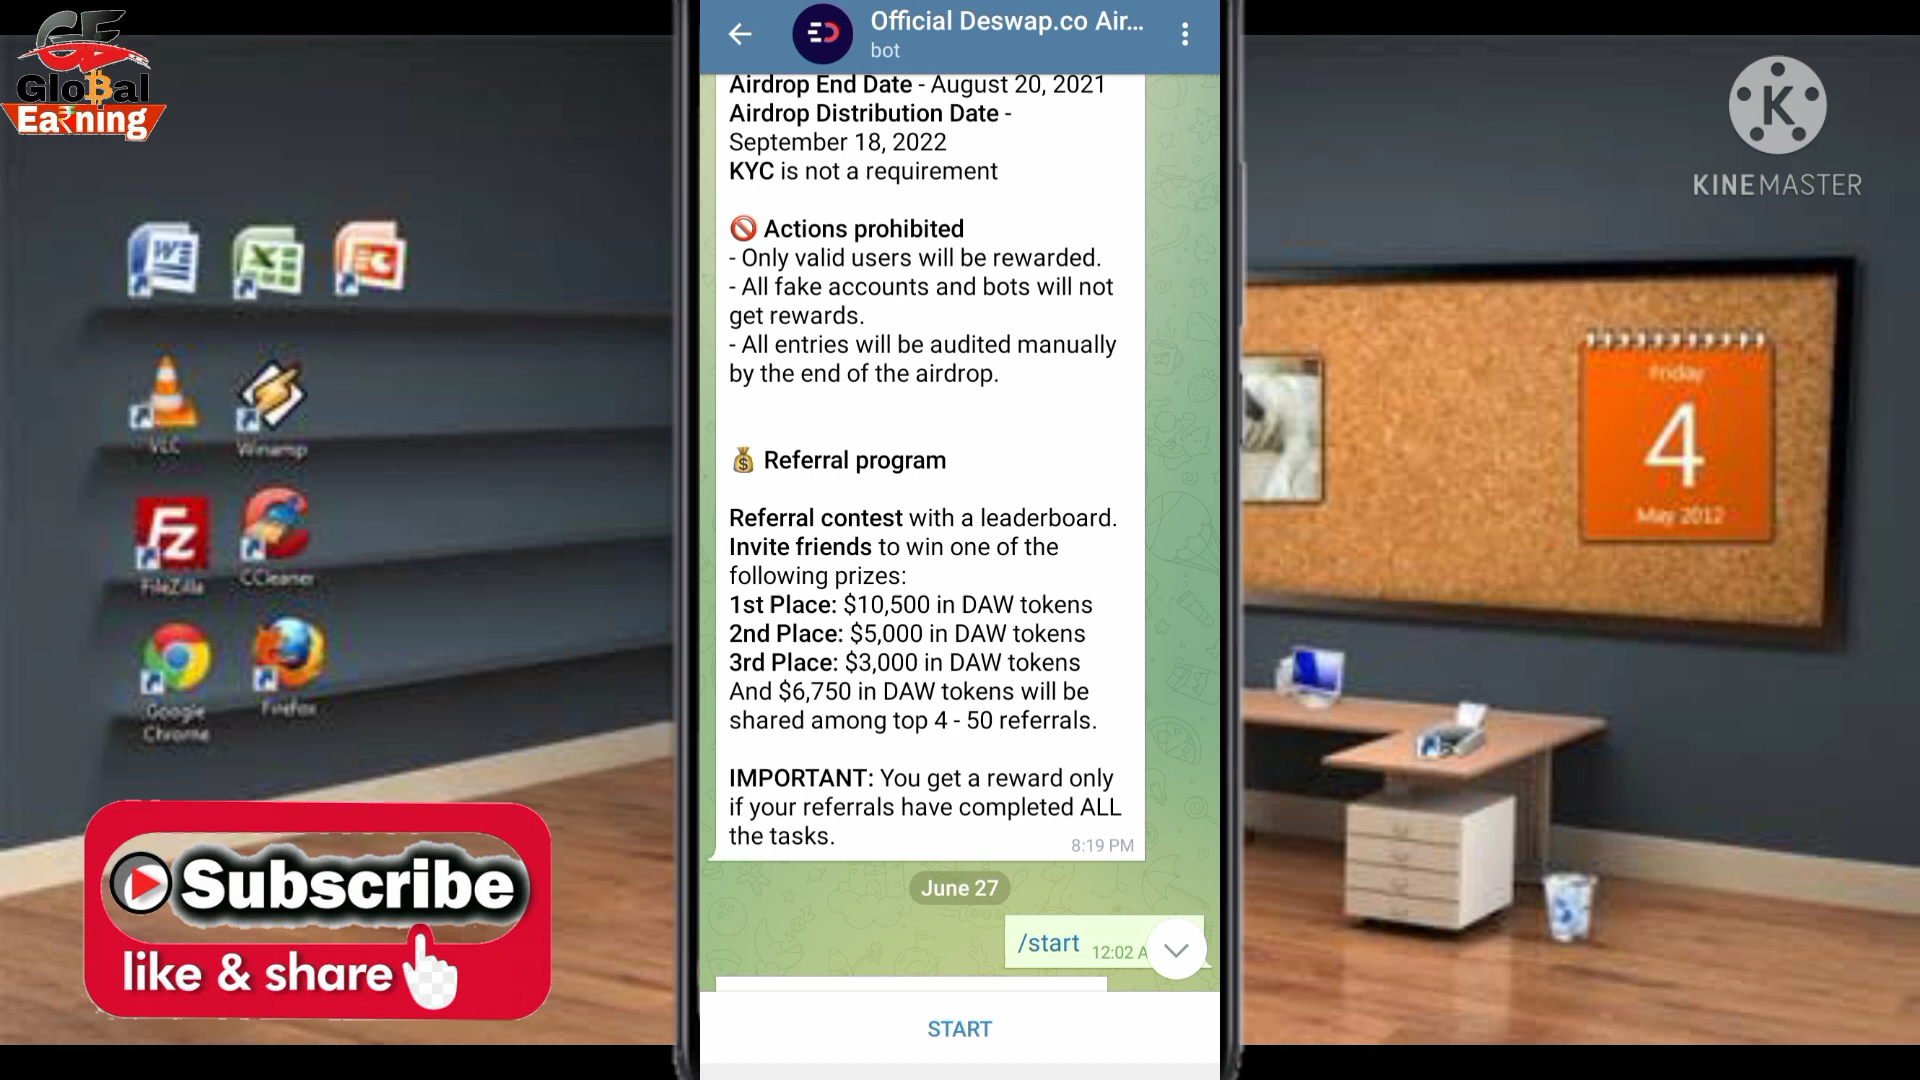 GE
Global
Earning
KINEMASTER
VLC
Winamp
FileZilla
CCleaner
Google
Chrome
Firefox
Friday
4
May 2012
Subscribe
like & share
Official Deswap.co Air...
bot
Airdrop End Date - August 20, 2021
Airdrop Distribution Date -
September 18, 2022
KYC is not a requirement
🚫 Actions prohibited
- Only valid users will be rewarded.
- All fake accounts and bots will not
get rewards.
- All entries will be audited manually
by the end of the airdrop.
💰 Referral program
Referral contest with a leaderboard.
Invite friends to win one of the
following prizes:
1st Place: $10,500 in DAW tokens
2nd Place: $5,000 in DAW tokens
3rd Place: $3,000 in DAW tokens
And $6,750 in DAW tokens will be
shared among top 4 - 50 referrals.
IMPORTANT: You get a reward only
if your referrals have completed ALL
the tasks.
8:19 PM
June 27
/start
12:02 A
START